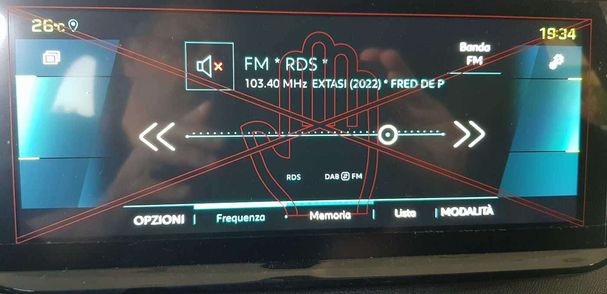 26°C
19:34
FM * RDS *
Banda
FM
103.40 MHz EXTASI (2022) * FRED DE P
RDS DAB FM
OPZIONI Frequenza Memoria Lista MODALITÀ